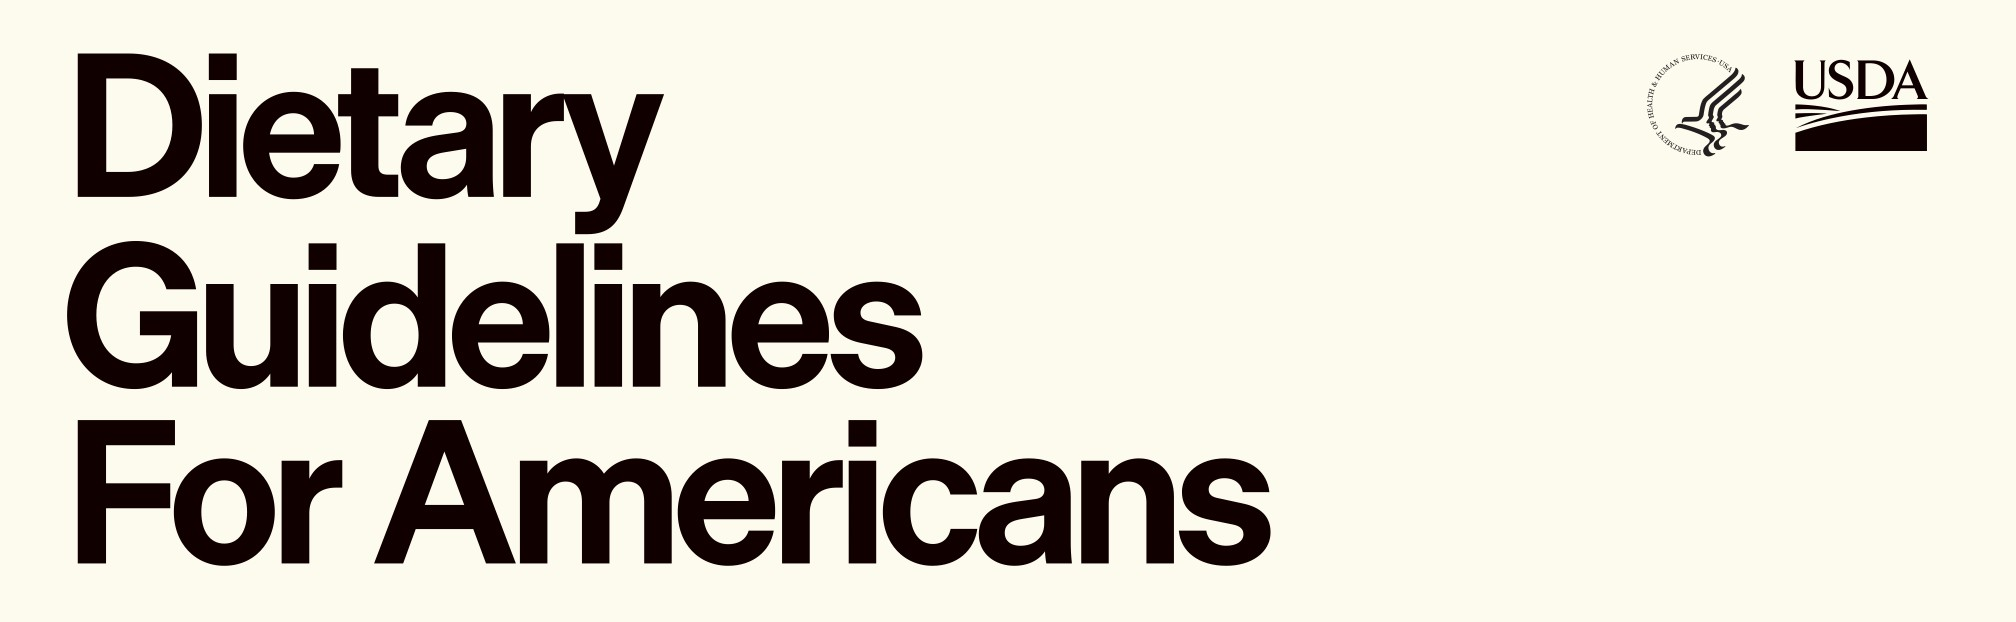 Dietary
Guidelines
For Americans
DEPARTMENT OF HEALTH & HUMAN SERVICES·USA
USDA